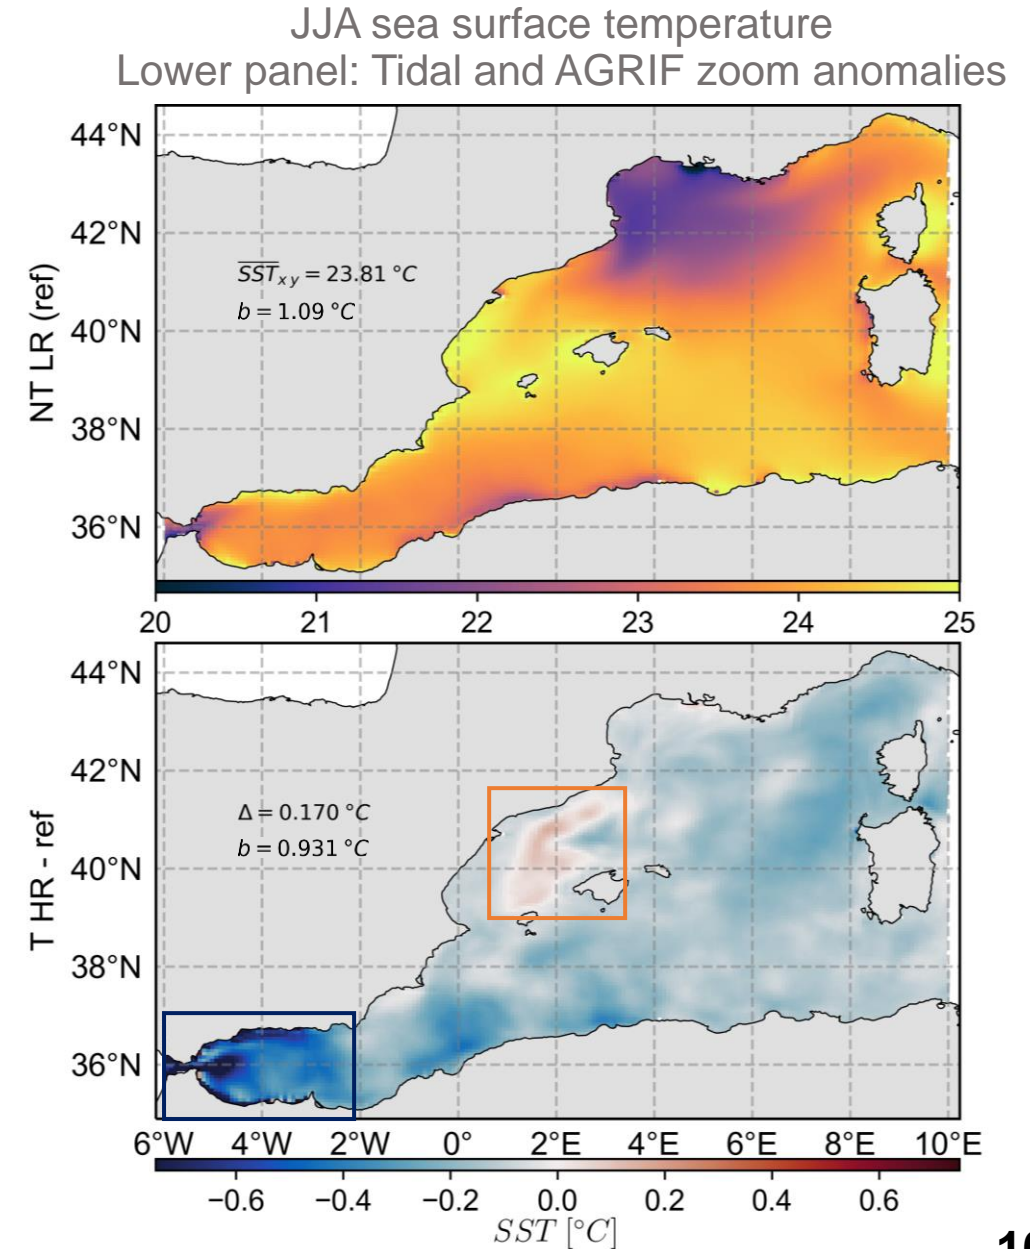 JJA sea surface temperature
Lower panel: Tidal and AGRIF zoom anomalies
NT LR (ref)
44°N
42°N
40°N
38°N
36°N
SST xy = 23.81 °C
b = 1.09 °C
20 21 22 23 24 25
T HR - ref
44°N
42°N
40°N
38°N
36°N
Δ = 0.170 °C
b = 0.931 °C
6°W 4°W 2°W 0° 2°E 4°E 6°E 8°E 10°E
−0.6 −0.4 −0.2 0.0 0.2 0.4 0.6
SST [°C]